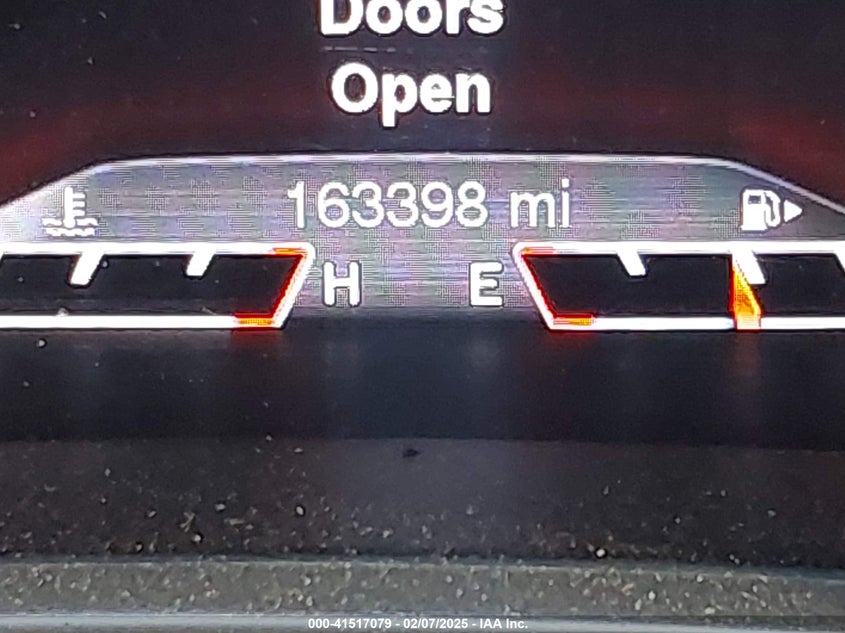 Doors
Open
163398 mi
H E
000-41517079 - 02/07/2025 - IAA Inc.